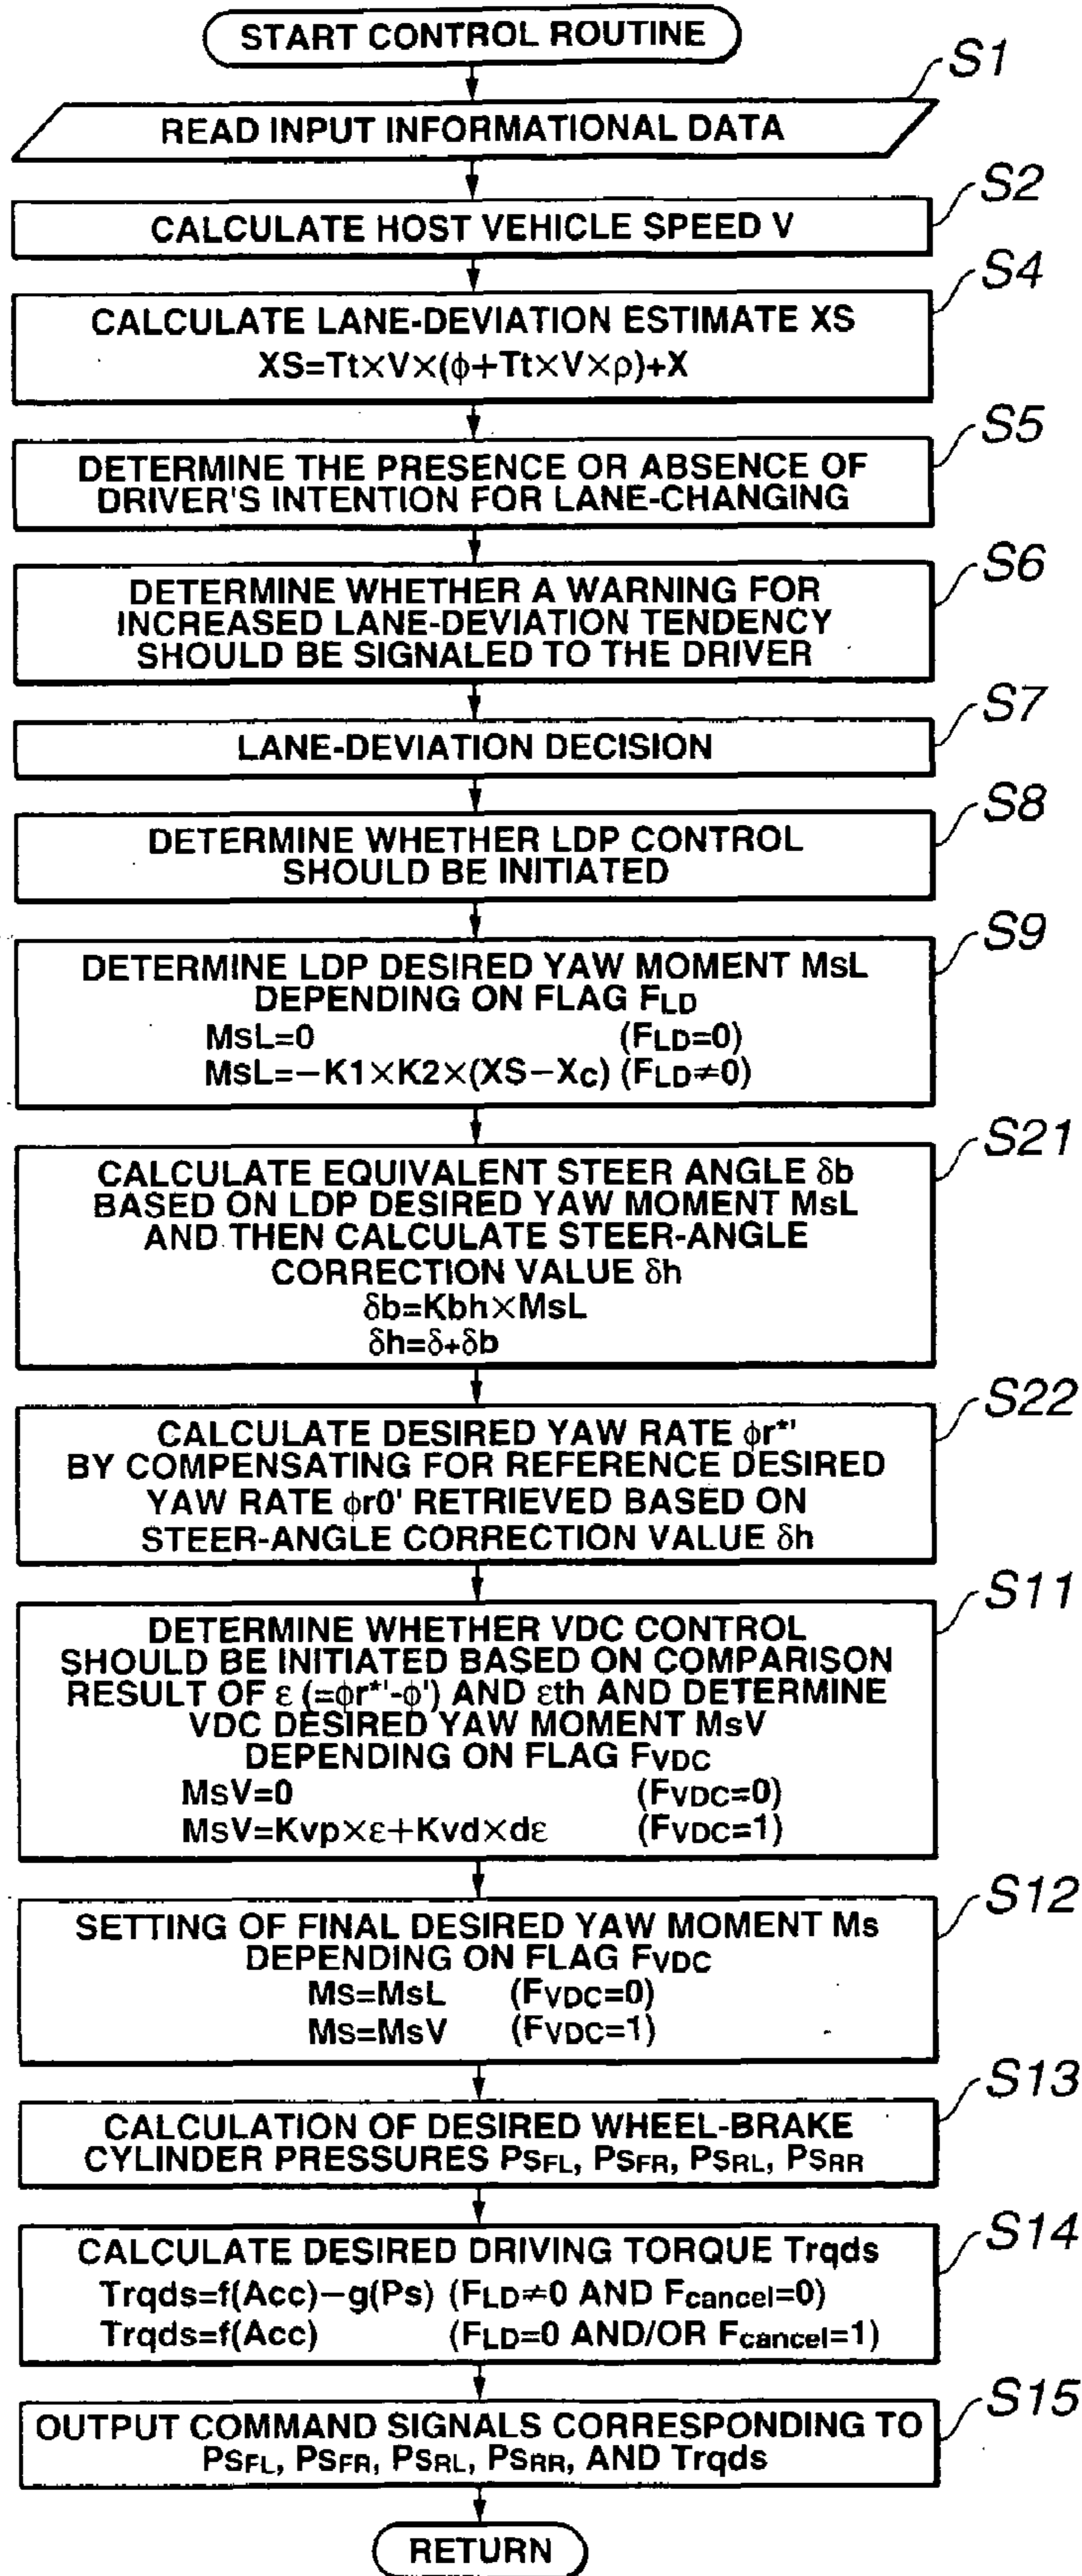 START CONTROL ROUTINE
S1
READ INPUT INFORMATIONAL DATA
S2
CALCULATE HOST VEHICLE SPEED V
S4
CALCULATE LANE-DEVIATION ESTIMATE XS
XS=Tt×V×(ϕ+Tt×V×ρ)+X
S5
DETERMINE THE PRESENCE OR ABSENCE OF
DRIVER'S INTENTION FOR LANE-CHANGING
S6
DETERMINE WHETHER A WARNING FOR
INCREASED LANE-DEVIATION TENDENCY
SHOULD BE SIGNALED TO THE DRIVER
S7
LANE-DEVIATION DECISION
S8
DETERMINE WHETHER LDP CONTROL
SHOULD BE INITIATED
S9
DETERMINE LDP DESIRED YAW MOMENT MsL
DEPENDING ON FLAG FLD
MsL=0 (FLD=0)
MsL=−K1×K2×(XS−Xc) (FLD≠0)
S21
CALCULATE EQUIVALENT STEER ANGLE δb
BASED ON LDP DESIRED YAW MOMENT MsL
AND THEN CALCULATE STEER-ANGLE
CORRECTION VALUE δh
δb=Kbh×MsL
δh=δ+δb
S22
CALCULATE DESIRED YAW RATE ϕr*'
BY COMPENSATING FOR REFERENCE DESIRED
YAW RATE ϕr0' RETRIEVED BASED ON
STEER-ANGLE CORRECTION VALUE δh
S11
DETERMINE WHETHER VDC CONTROL
SHOULD BE INITIATED BASED ON COMPARISON
RESULT OF ε (=ϕr*'-ϕ') AND εth AND DETERMINE
VDC DESIRED YAW MOMENT MsV
DEPENDING ON FLAG FVDC
MsV=0 (FVDC=0)
MsV=Kvp×ε+Kvd×dε (FVDC=1)
S12
SETTING OF FINAL DESIRED YAW MOMENT Ms
DEPENDING ON FLAG FVDC
Ms=MsL (FVDC=0)
Ms=MsV (FVDC=1)
S13
CALCULATION OF DESIRED WHEEL-BRAKE
CYLINDER PRESSURES PSFL, PSFR, PSRL, PSRR
S14
CALCULATE DESIRED DRIVING TORQUE Trqds
Trqds=f(Acc)−g(Ps) (FLD≠0 AND Fcancel=0)
Trqds=f(Acc) (FLD=0 AND/OR Fcancel=1)
S15
OUTPUT COMMAND SIGNALS CORRESPONDING TO
PSFL, PSFR, PSRL, PSRR, AND Trqds
RETURN